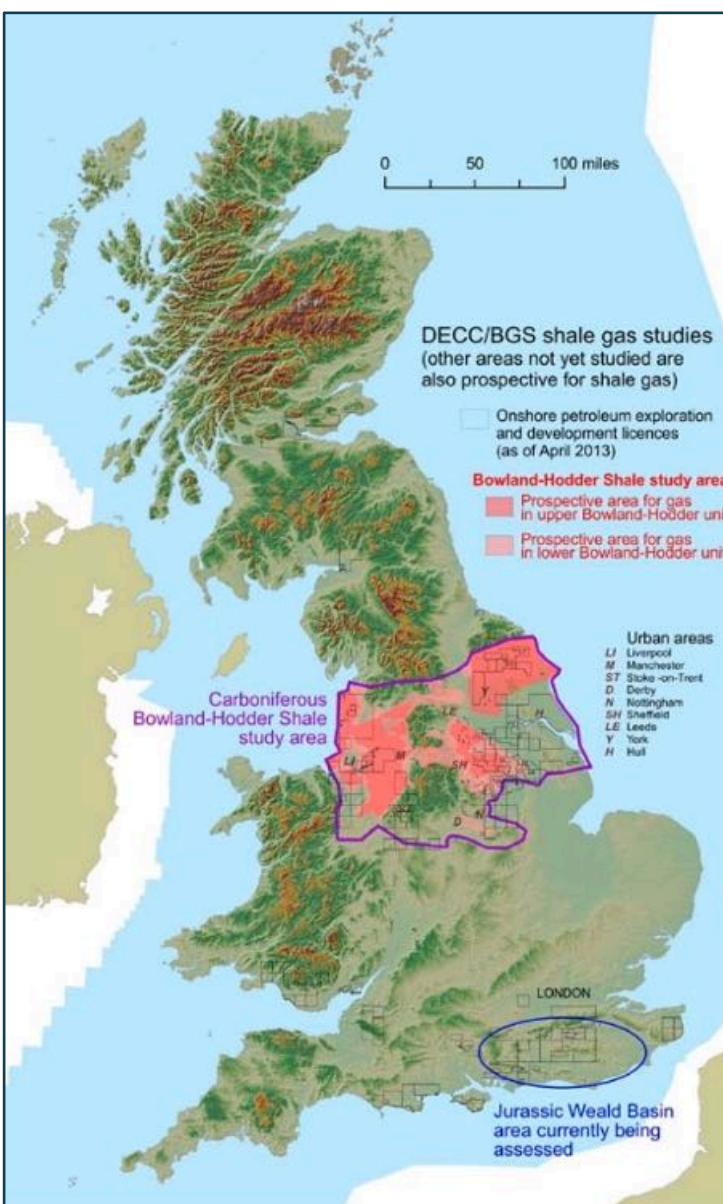 0 50 100 miles
DECC/BGS shale gas studies
(other areas not yet studied are
also prospective for shale gas)
Onshore petroleum exploration
and development licences
(as of April 2013)
Bowland-Hodder Shale study area
Prospective area for gas
in upper Bowland-Hodder unit
Prospective area for gas
in lower Bowland-Hodder unit
Urban areas
LI Liverpool
M Manchester
ST Stoke-on-Trent
D Derby
N Nottingham
SH Sheffield
LE Leeds
Y York
H Hull
Carboniferous
Bowland-Hodder Shale
study area
Y
LE
H
LI
M
SH
D
N
LONDON
Jurassic Weald Basin
area currently being
assessed